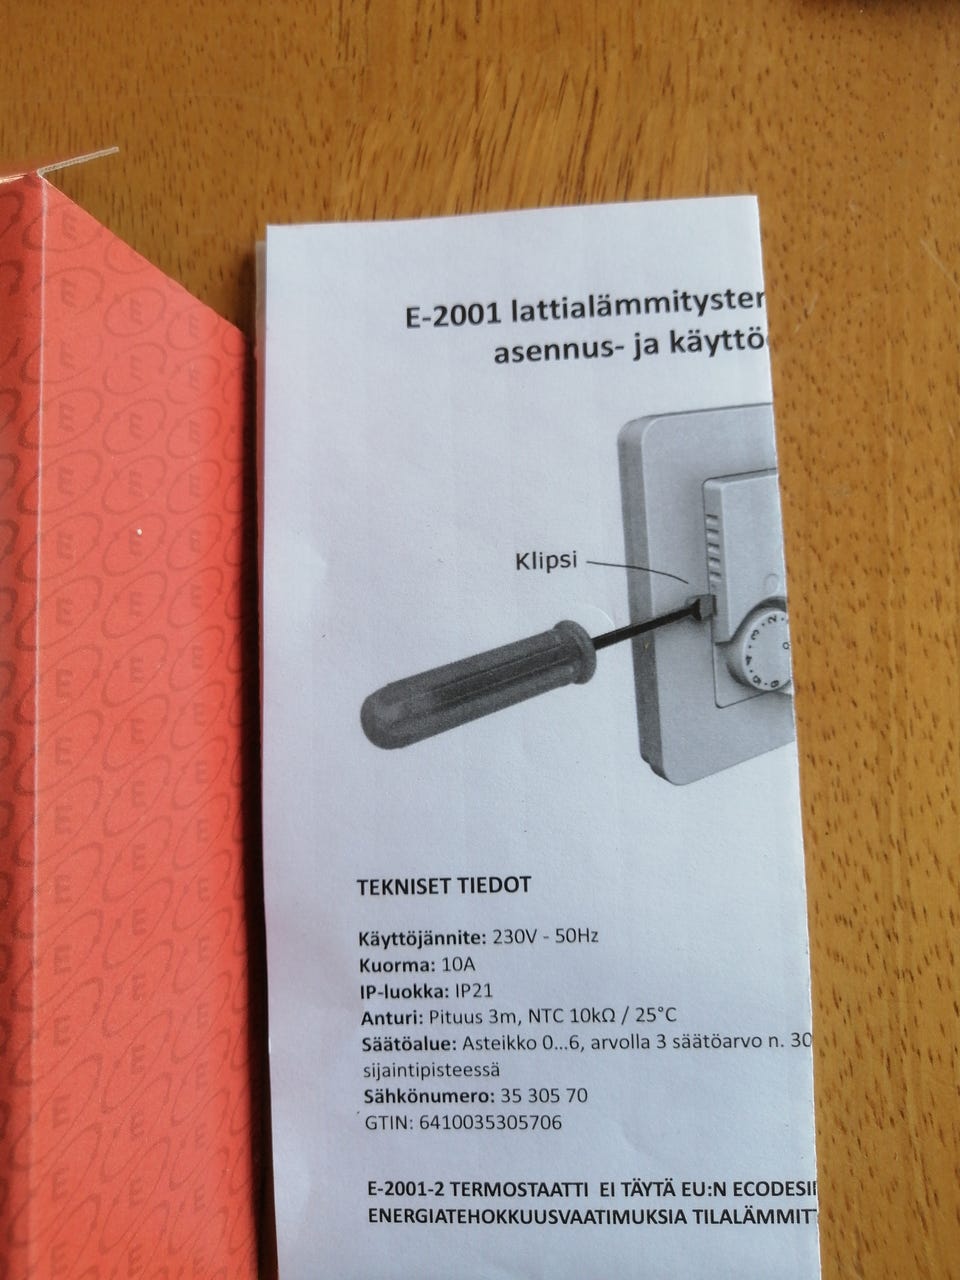 E-2001 lattialämmityster
asennus- ja käyttö
Klipsi
TEKNISET TIEDOT
Käyttöjännite: 230V - 50Hz
Kuorma: 10A
IP-luokka: IP21
Anturi: Pituus 3m, NTC 10kΩ / 25°C
Säätöalue: Asteikko 0...6, arvolla 3 säätöarvo n. 30
sijaintipisteessä
Sähkönumero: 35 305 70
GTIN: 6410035305706
E-2001-2 TERMOSTAATTI EI TÄYTÄ EU:N ECODESI
ENERGIATEHOKKUUSVAATIMUKSIA TILALÄMMIT